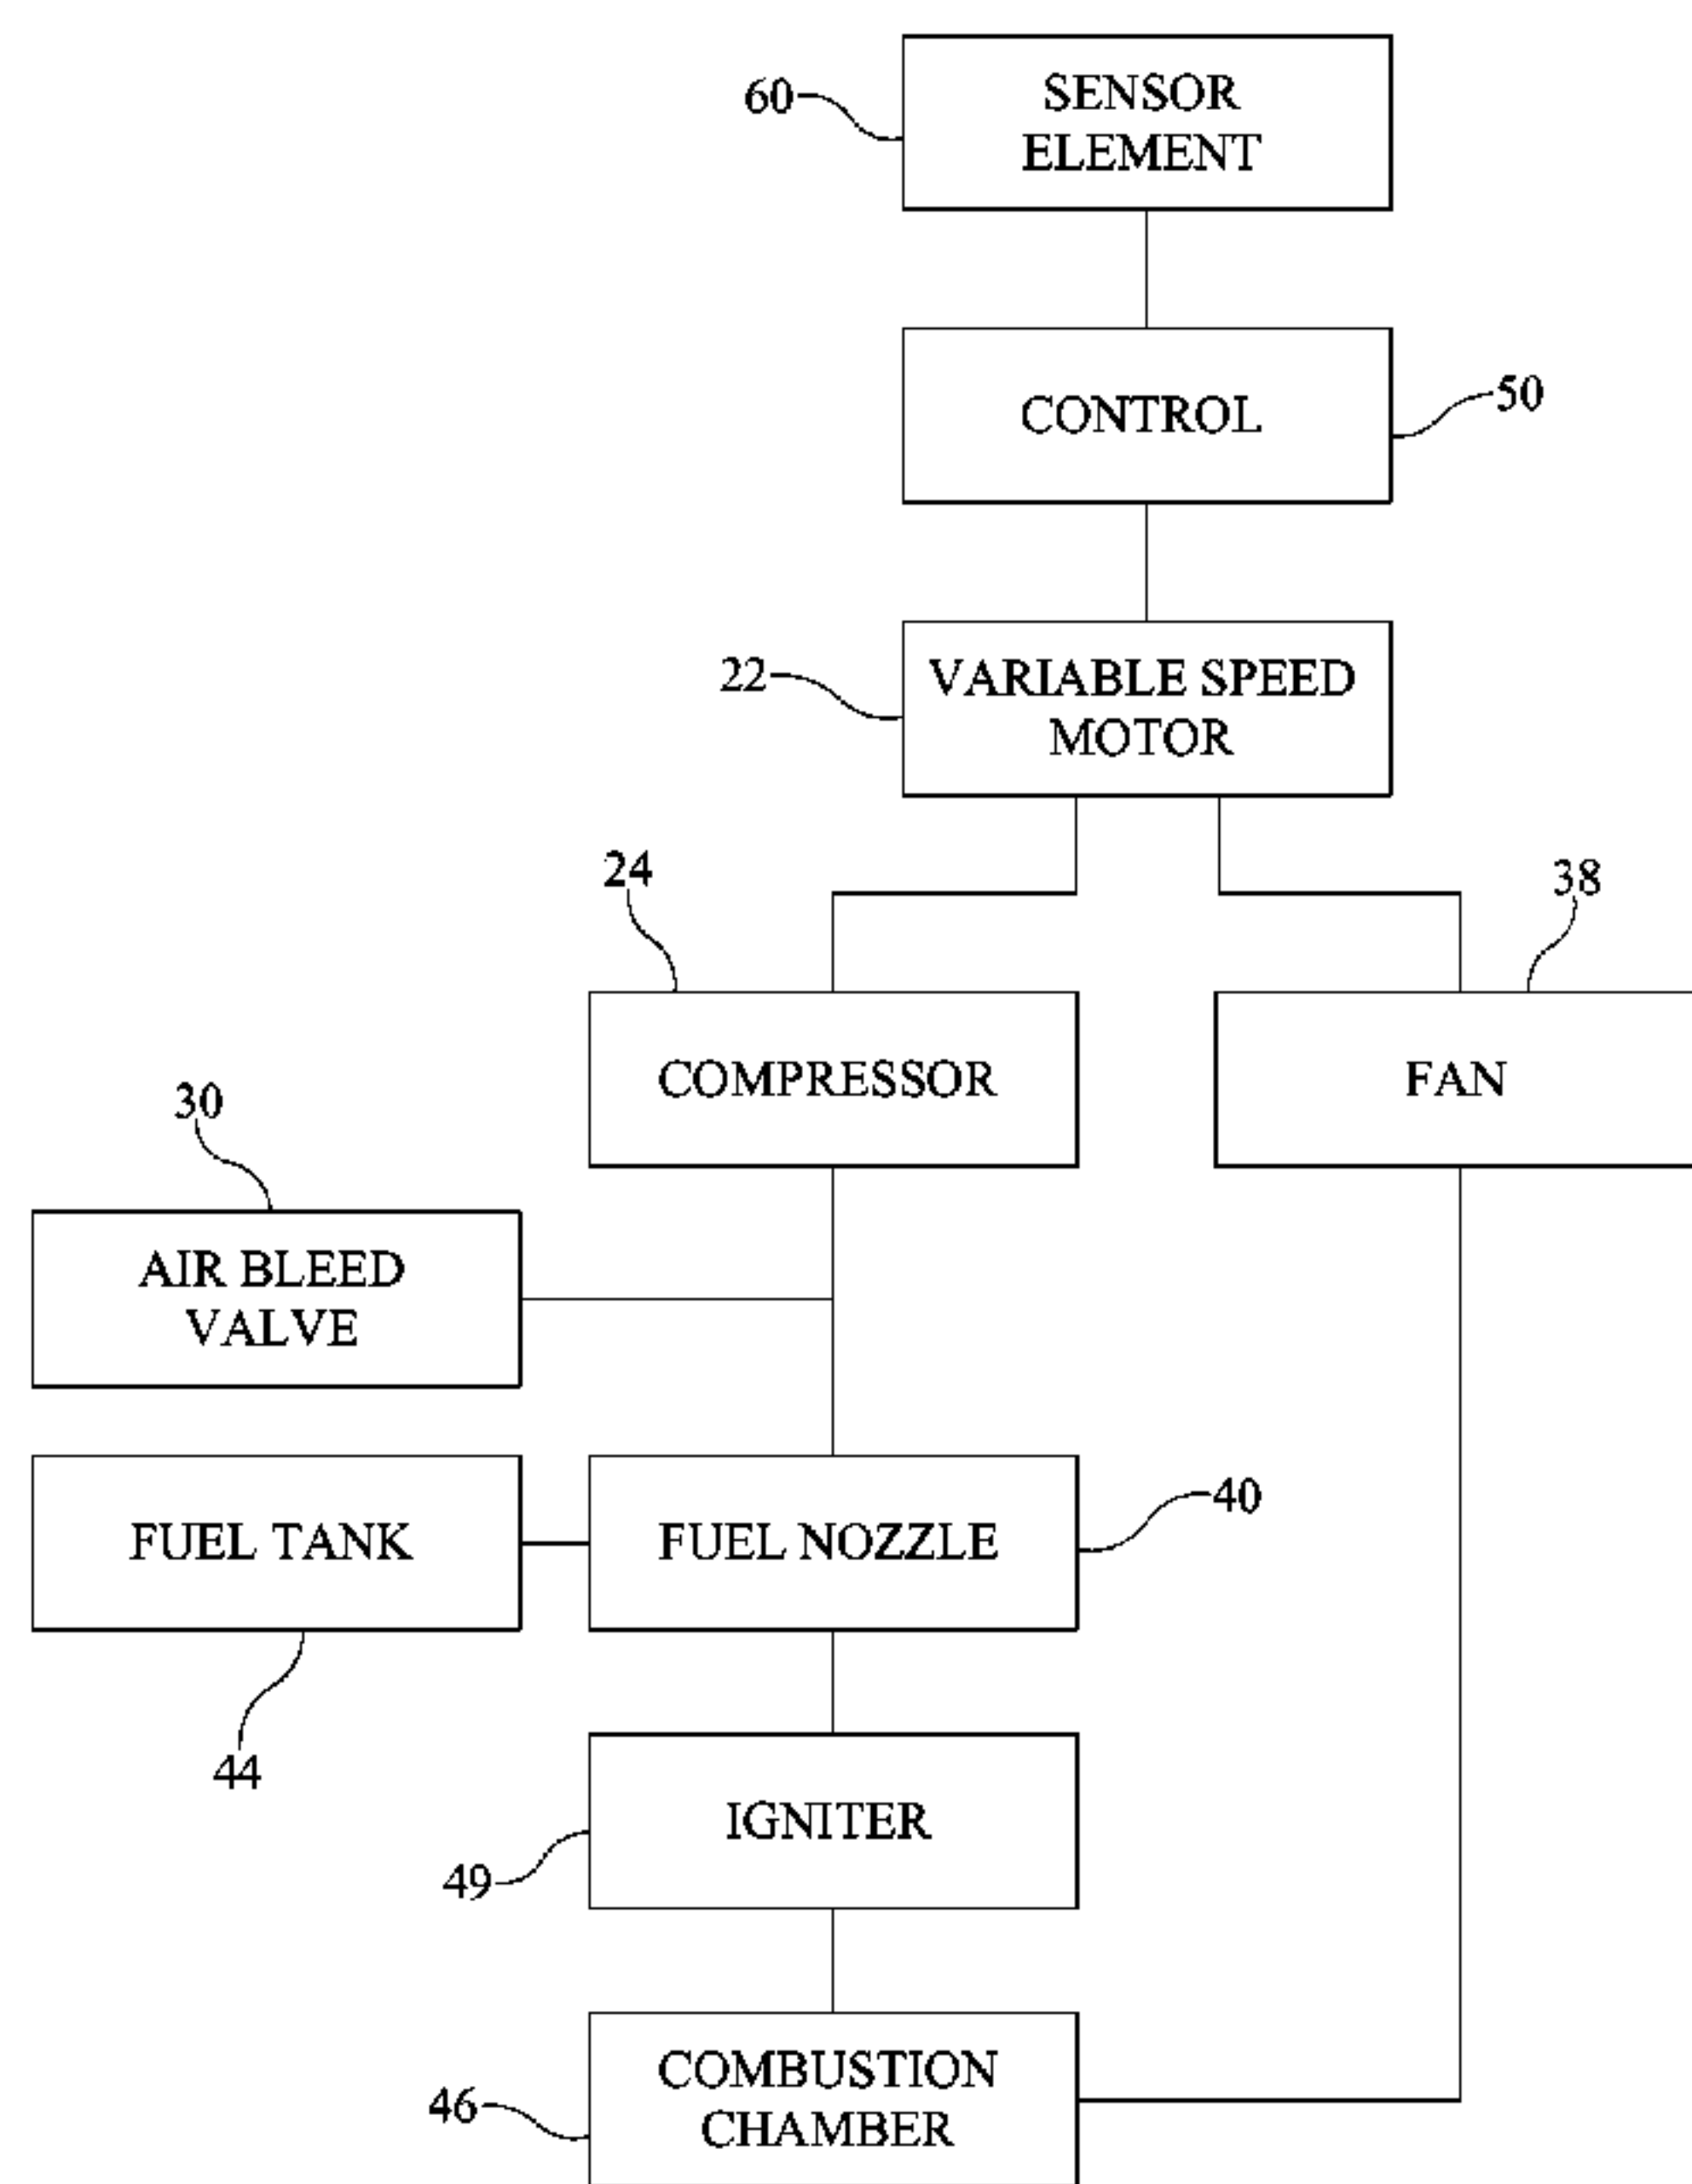 60
SENSOR
ELEMENT
CONTROL
50
22
VARIABLE SPEED
MOTOR
24
38
COMPRESSOR
FAN
30
AIR BLEED
VALVE
40
FUEL TANK
FUEL NOZZLE
44
IGNITER
49
COMBUSTION
CHAMBER
46